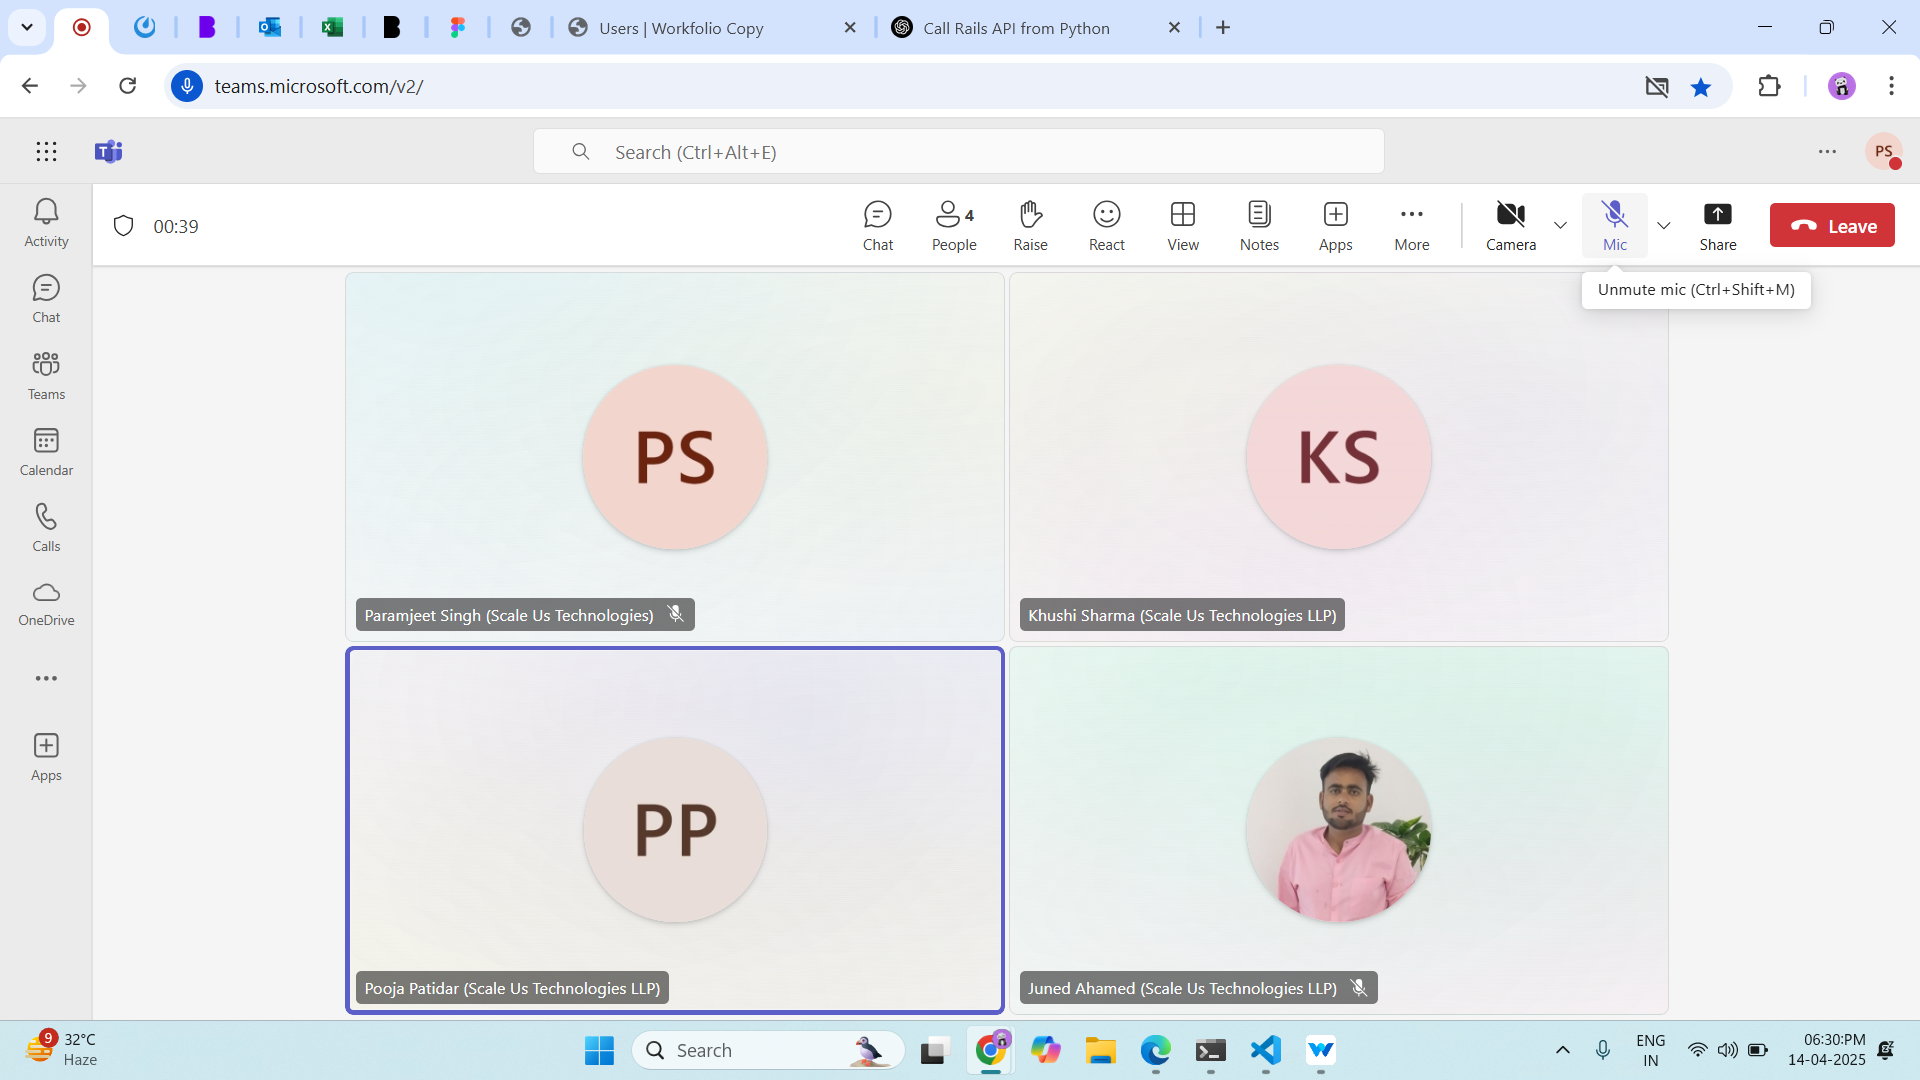 Users | Workfolio Copy
Call Rails API from Python
teams.microsoft.com/v2/
Search (Ctrl+Alt+E)
PS
Activity
Chat
Teams
Calendar
Calls
OneDrive
Apps
00:39
Chat
People
4
Raise
React
View
Notes
Apps
More
Camera
Mic
Share
Leave
Unmute mic (Ctrl+Shift+M)
PS
Paramjeet Singh (Scale Us Technologies)
KS
Khushi Sharma (Scale Us Technologies LLP)
PP
Pooja Patidar (Scale Us Technologies LLP)
Juned Ahamed (Scale Us Technologies LLP)
9
32°C
Haze
Search
ENG
IN
06:30:PM
14-04-2025